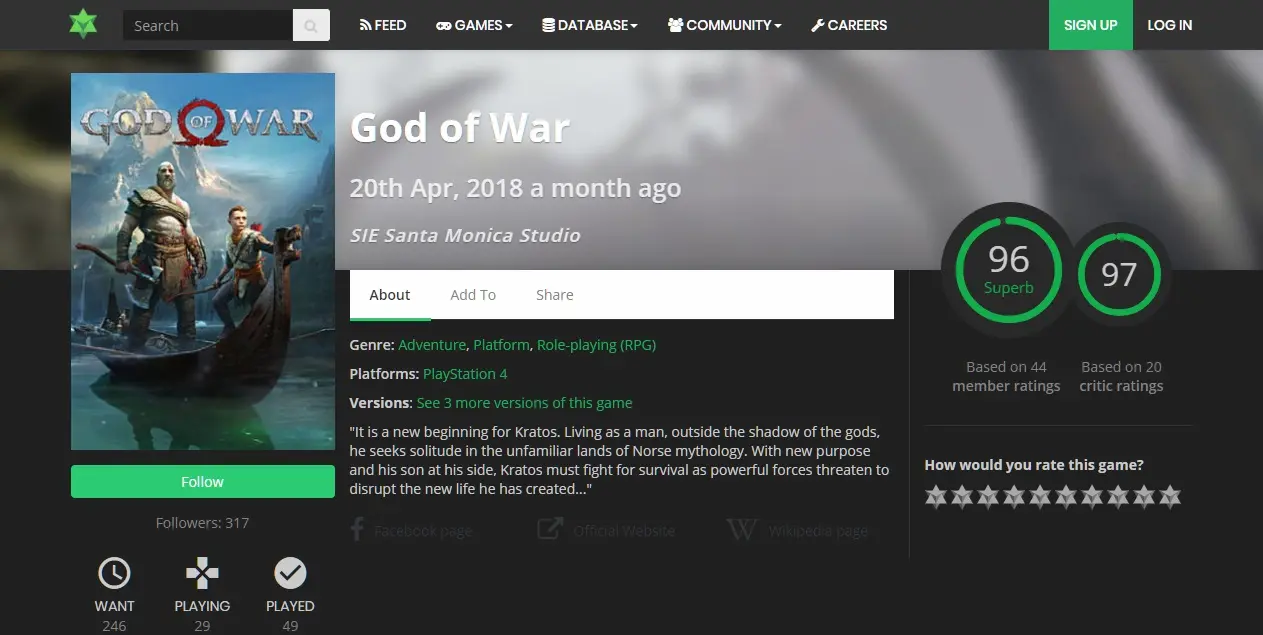 Search
FEED
GAMES
DATABASE
COMMUNITY
CAREERS
SIGN UP
LOG IN
GOD OF WAR
God of War
20th Apr, 2018 a month ago
SIE Santa Monica Studio
96
Superb
97
Based on 44
member ratings
Based on 20
critic ratings
About
Add To
Share
Genre: Adventure, Platform, Role-playing (RPG)
Platforms: PlayStation 4
Versions: See 3 more versions of this game
"It is a new beginning for Kratos. Living as a man, outside the shadow of the gods,
he seeks solitude in the unfamiliar lands of Norse mythology. With new purpose
and his son at his side, Kratos must fight for survival as powerful forces threaten to
disrupt the new life he has created..."
Facebook page
Official Website
Wikipedia page
How would you rate this game?
Follow
Followers: 317
WANT
246
PLAYING
29
PLAYED
49